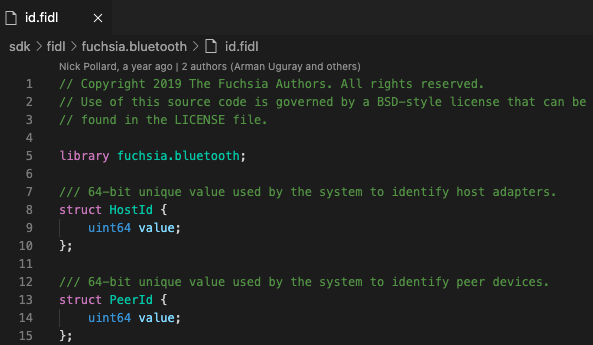 id.fidl ×
sdk > fidl > fuchsia.bluetooth > id.fidl
Nick Pollard, a year ago | 2 authors (Arman Uguray and others)
1 // Copyright 2019 The Fuchsia Authors. All rights reserved.
2 // Use of this source code is governed by a BSD-style license that can be
3 // found in the LICENSE file.
4
5 library fuchsia.bluetooth;
6
7 /// 64-bit unique value used by the system to identify host adapters.
8 struct HostId {
9     uint64 value;
10 };
11
12 /// 64-bit unique value used by the system to identify peer devices.
13 struct PeerId {
14     uint64 value;
15 };